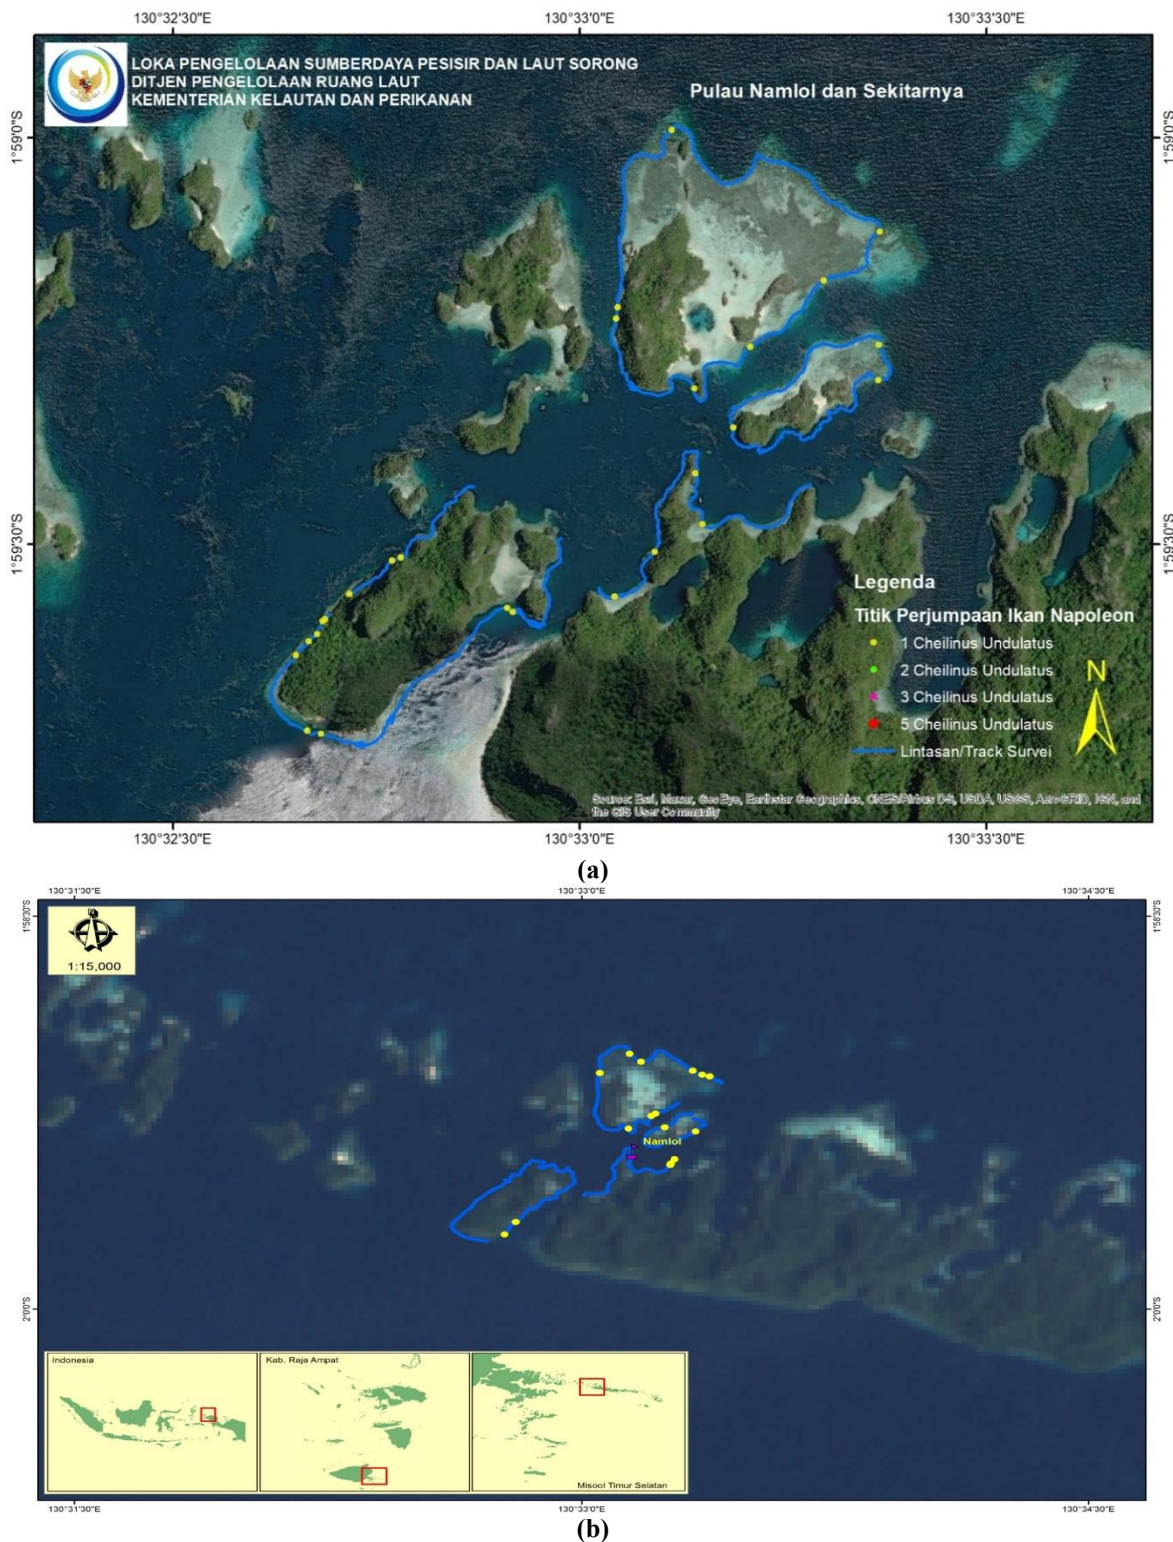 130°32'30"E 130°33'0"E 130°33'30"E
LOKA PENGELOLAAN SUMBERDAYA PESISIR DAN LAUT SORONG
DITJEN PENGELOLAAN RUANG LAUT
KEMENTERIAN KELAUTAN DAN PERIKANAN
Pulau Namlol dan Sekitarnya
1°59'0"S 1°59'0"S
1°59'30"S 1°59'30"S
Legenda
Titik Perjumpaan Ikan Napoleon
1 Cheilinus Undulatus
2 Cheilinus Undulatus
3 Cheilinus Undulatus
5 Cheilinus Undulatus
Lintasan/Track Survei
N
Source: Esri, Maxar, GeoEye, Earthstar Geographics, CNES/Airbus DS, USDA, USGS, AeroGRID, IGN, and
the GIS User Community
130°32'30"E 130°33'0"E 130°33'30"E
(a)
130°31'30"E 130°33'0"E 130°34'30"E
1°58'30"S 1°58'30"S
1:15,000
Namlol
2°0'0"S 2°0'0"S
Indonesia
Kab. Raja Ampat
Misool Timur Selatan
130°31'30"E 130°33'0"E 130°34'30"E
(b)